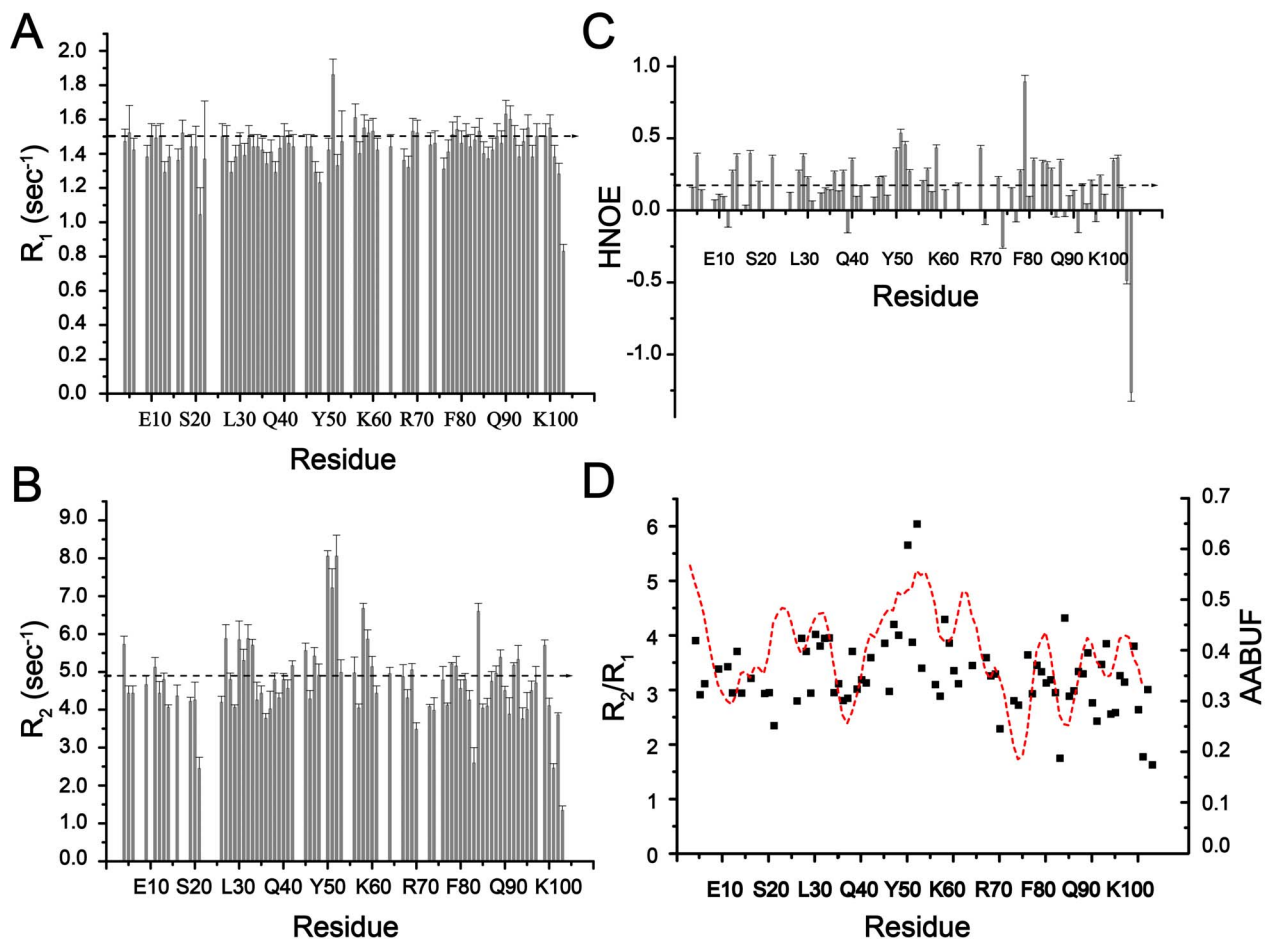 A
R1 (sec-1)
2.0
1.8
1.6
1.4
1.2
1.0
0.8
0.6
0.4
0.2
0.0
E10 S20 L30 Q40 Y50 K60 R70 F80 Q90 K100
Residue
B
R2 (sec-1)
9.0
8.0
7.0
6.0
5.0
4.0
3.0
2.0
1.0
0.0
E10 S20 L30 Q40 Y50 K60 R70 F80 Q90 K100
Residue
C
HNOE
1.0
0.5
0.0
-0.5
-1.0
E10 S20 L30 Q40 Y50 K60 R70 F80 Q90 K100
Residue
D
R2/R1
6
5
4
3
2
1
0
0.7
0.6
0.5
0.4
0.3
0.2
0.1
0.0
AABUF
E10 S20 L30 Q40 Y50 K60 R70 F80 Q90 K100
Residue